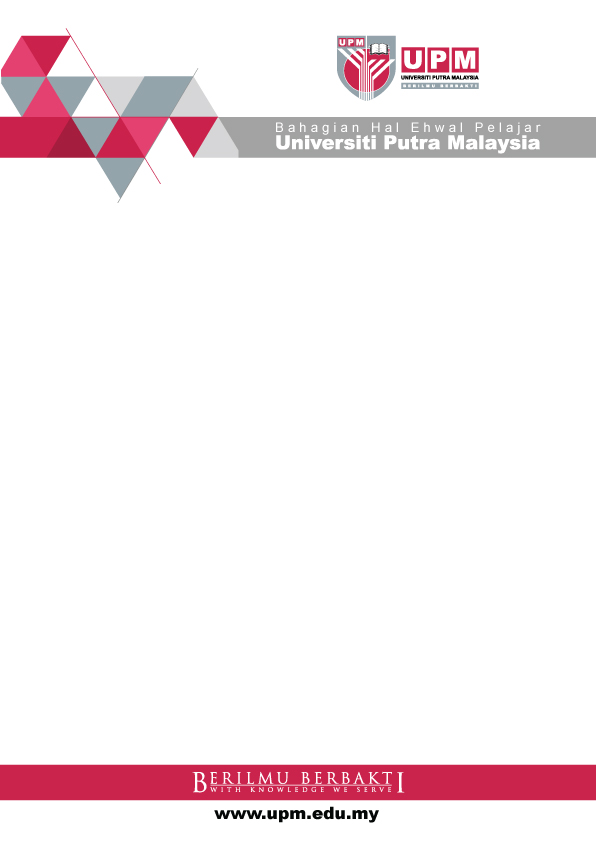 UPM
UPM
UNIVERSITI PUTRA MALAYSIA
BERILMU BERBAKTI
Bahagian Hal Ehwal Pelajar
Universiti Putra Malaysia
BERILMU BERBAKTI
WITH KNOWLEDGE WE SERVE
www.upm.edu.my